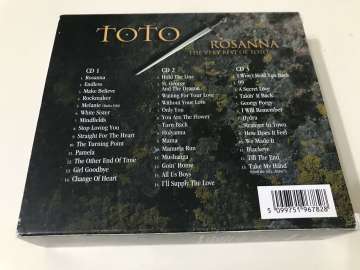 TOTO
ROSANNA
THE VERY BEST OF TOTO
CD 1
1. Rosanna
2. Endless
3. Make Believe
4. Rockmaker
5. Melanie
6. White Sister
7. Mindfields
8. Stop Loving You
9. Straight For The Heart
10. The Turning Point
11. Pamela
12. The Other End Of Time
13. Girl Goodbye
14. Change Of Heart
CD 2
1. Hold The Line
2. St. George
And The Dragon
3. Waiting For Your Love
4. Without Your Love
5. Only You
6. You Are The Flower
7. Turn Back
8. Holyanna
9. Mama
10. Manuela Run
11. Mushanga
12. Goin' Home
13. All Us Boys
14. I'll Supply The Love
CD 3
1. I Won't Hold You Back
2. 99
3. A Secret Love
4. Takin' It Back
5. Georgy Porgy
6. I Will Remember
7. Hydra
8. Stranger In Town
9. How Does It Feel
10. We Made It
11. Blackeye
12. Till The End
13. Take My Hand
5 099751 967828